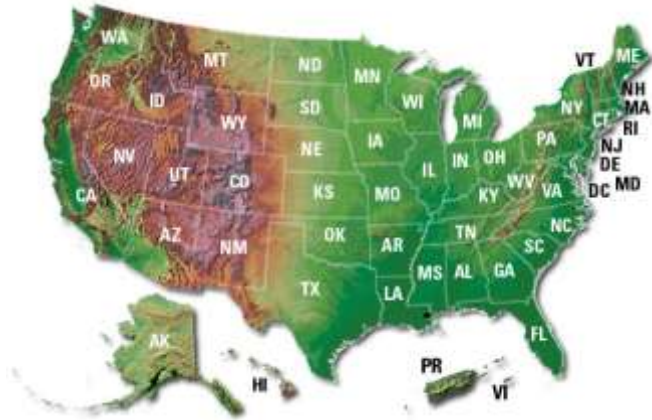 WA
MT
ND
MN
VT
ME
OR
ID
SD
WI
MI
NY
NH
MA
WY
CT
RI
IA
PA
NJ
NE
NV
UT
CO
IL
IN
OH
DE
MD
WV
VA
DC
CA
KS
MO
KY
NC
AZ
NM
OK
AR
TN
SC
MS
AL
GA
TX
LA
FL
AK
HI
PR
VI